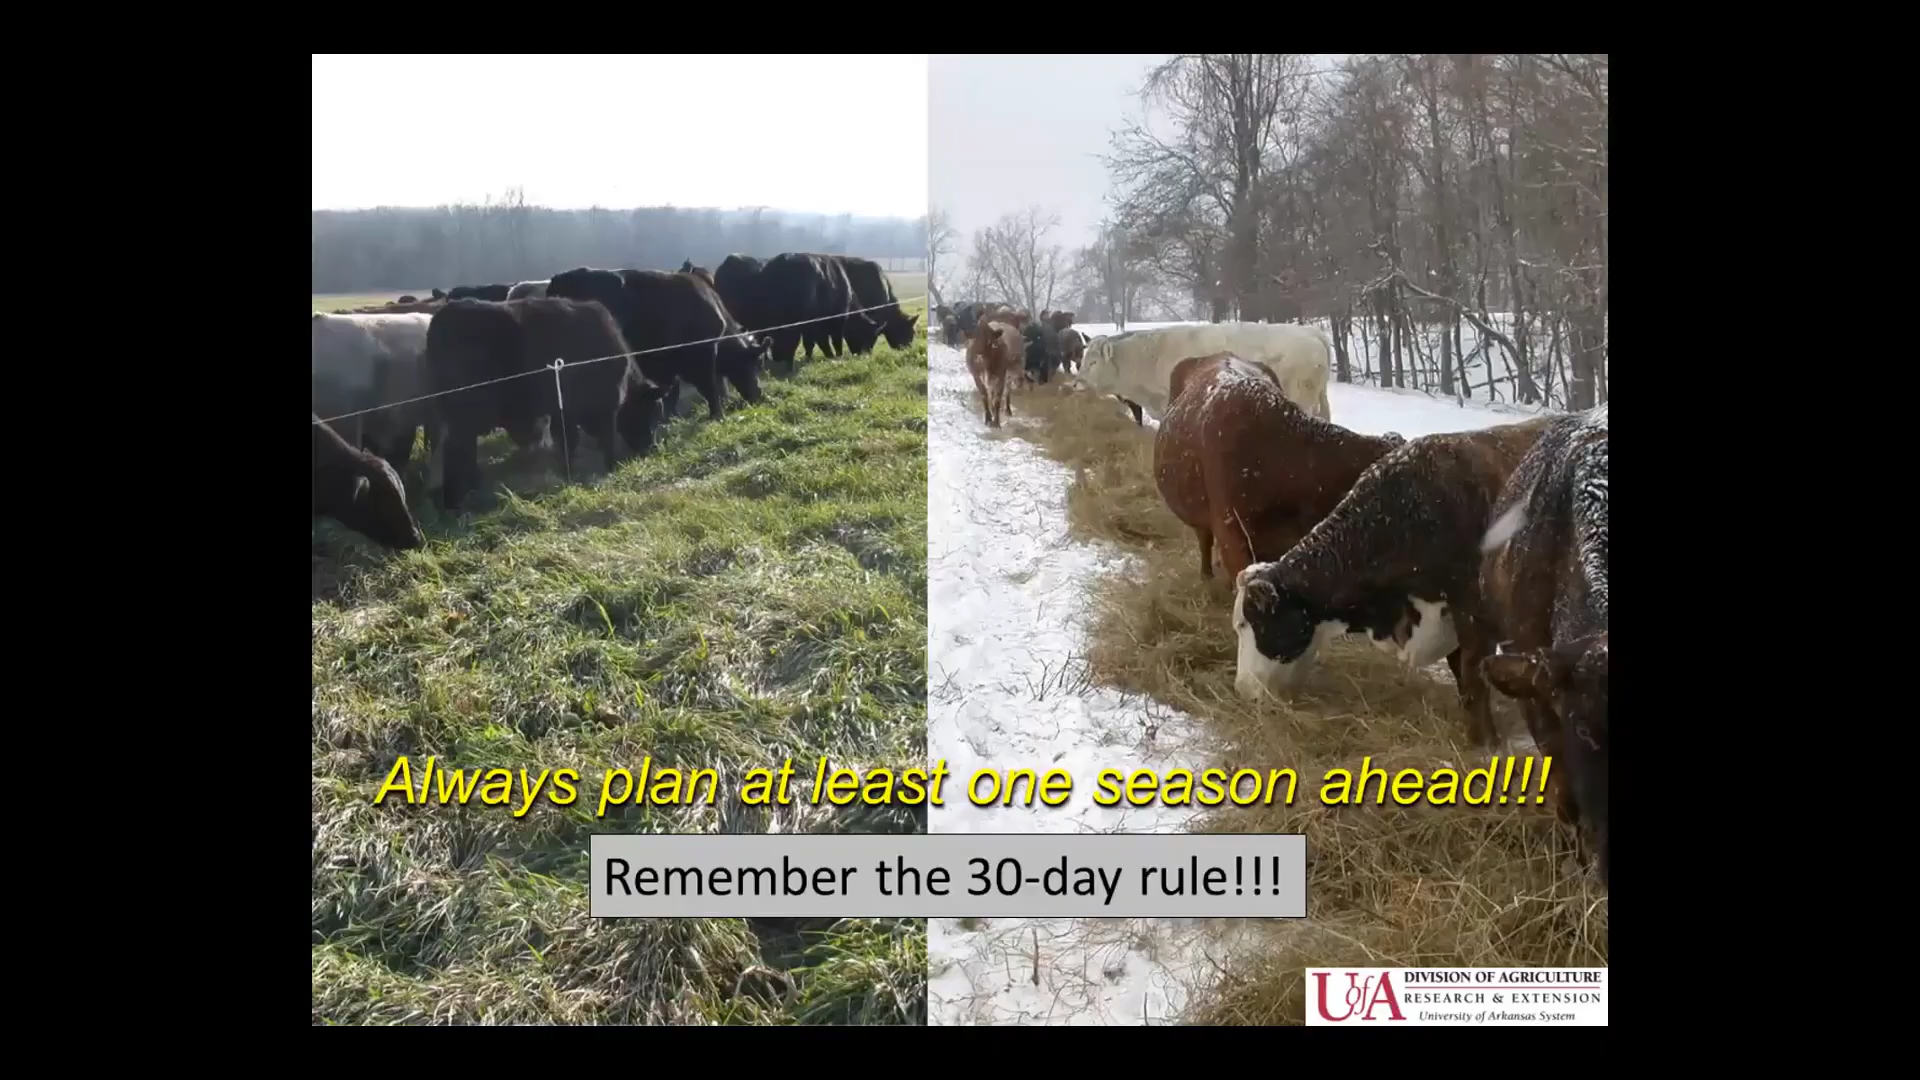 Always plan at least one season ahead!!!
Remember the 30-day rule!!!
UofA
DIVISION OF AGRICULTURE
RESEARCH & EXTENSION
University of Arkansas System